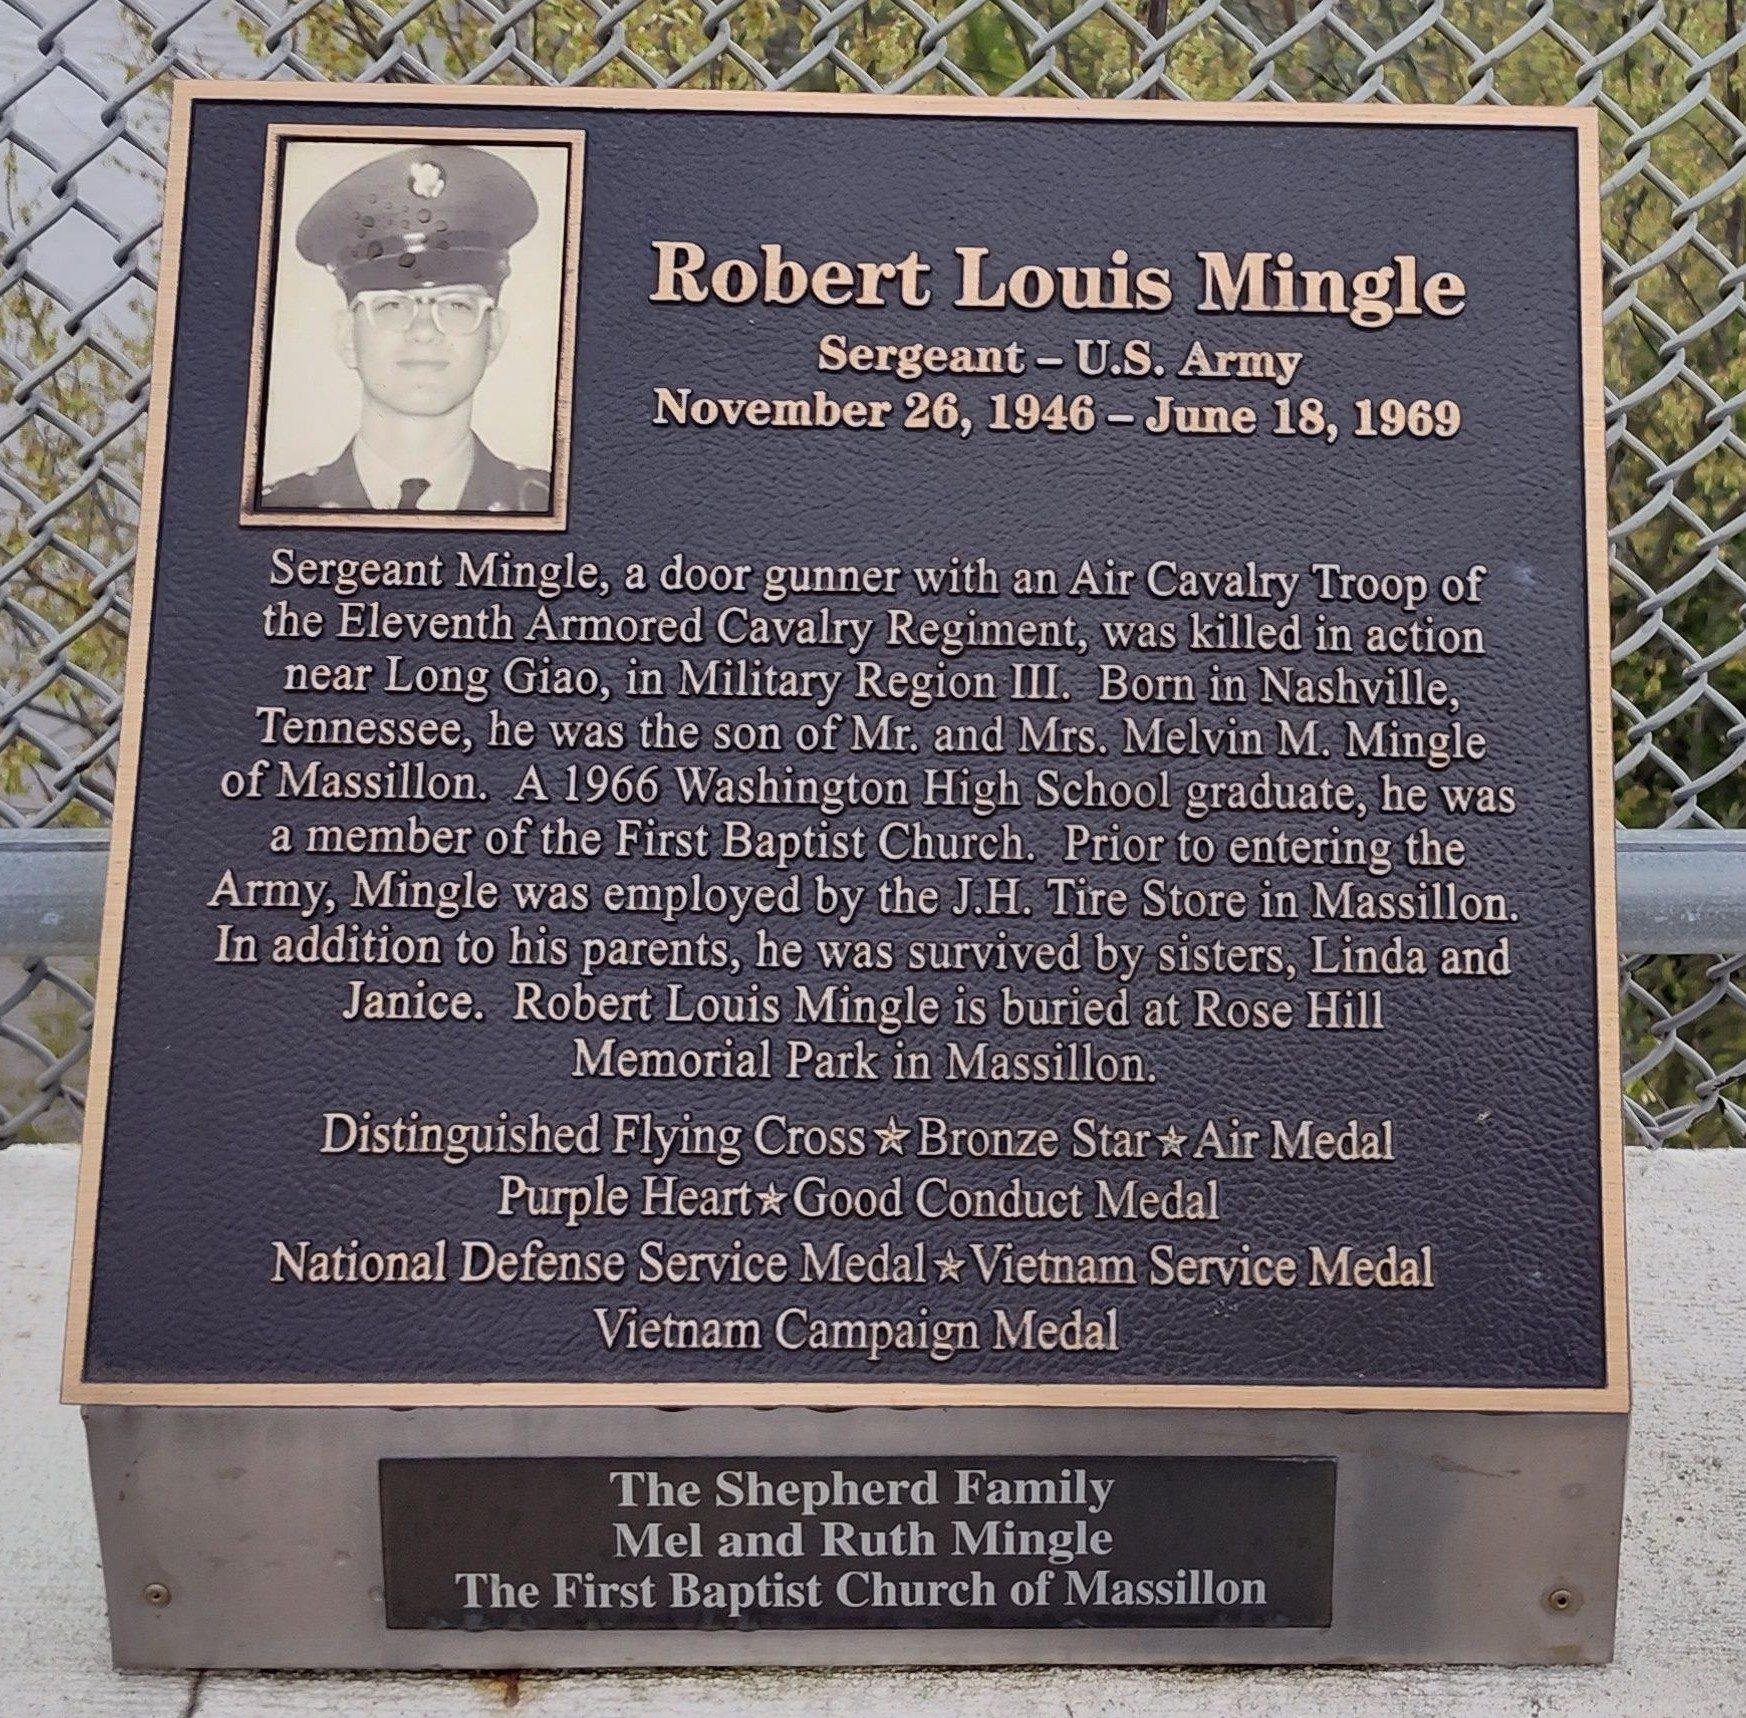 Robert Louis Mingle
Sergeant – U.S. Army
November 26, 1946 – June 18, 1969
Sergeant Mingle, a door gunner with an Air Cavalry Troop of
the Eleventh Armored Cavalry Regiment, was killed in action
near Long Giao, in Military Region III. Born in Nashville,
Tennessee, he was the son of Mr. and Mrs. Melvin M. Mingle
of Massillon. A 1966 Washington High School graduate, he was
a member of the First Baptist Church. Prior to entering the
Army, Mingle was employed by the J.H. Tire Store in Massillon.
In addition to his parents, he was survived by sisters, Linda and
Janice. Robert Louis Mingle is buried at Rose Hill
Memorial Park in Massillon.
Distinguished Flying Cross★Bronze Star★Air Medal
Purple Heart★Good Conduct Medal
National Defense Service Medal★Vietnam Service Medal
Vietnam Campaign Medal
The Shepherd Family
Mel and Ruth Mingle
The First Baptist Church of Massillon